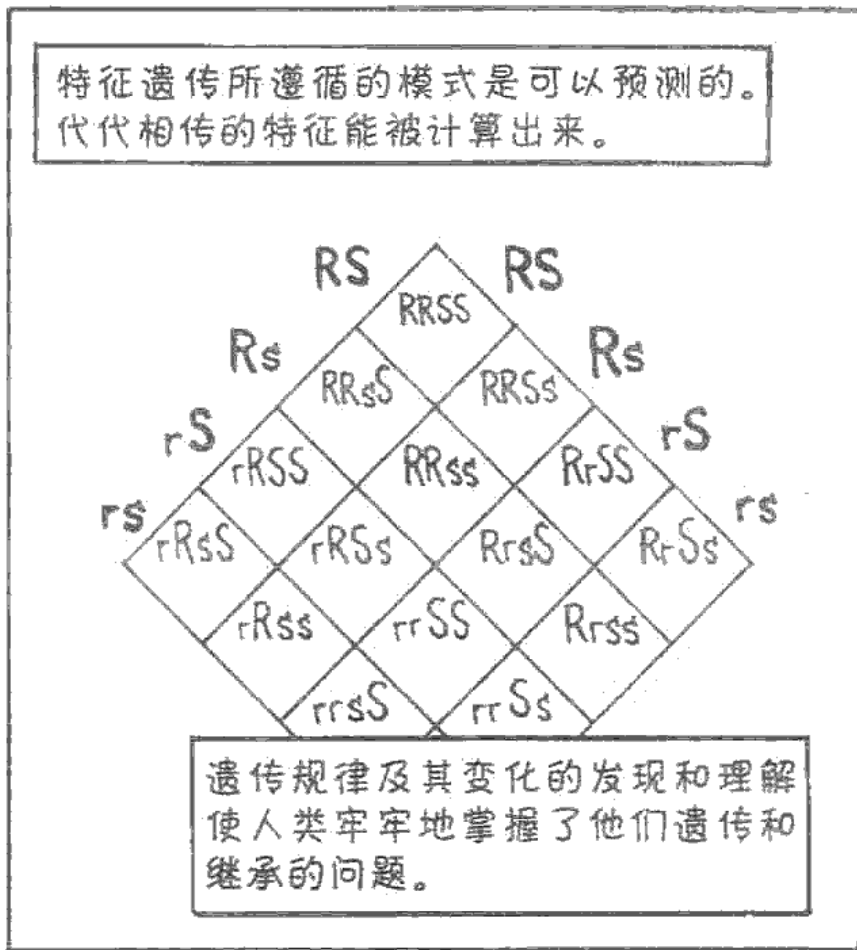 特征遗传所遵循的模式是可以预测的。
代代相传的特征能被计算出来。
RS RS
RRSS
Rs Rs
RRsS RRSs
rS rS
rRSS RRss RrSS
rs rs
rRsS rRSs RrsS RrSs
rRss rrSS Rrss
rrsS rrSs
遗传规律及其变化的发现和理解
使人类牢牢地掌握了他们遗传和
继承的问题。